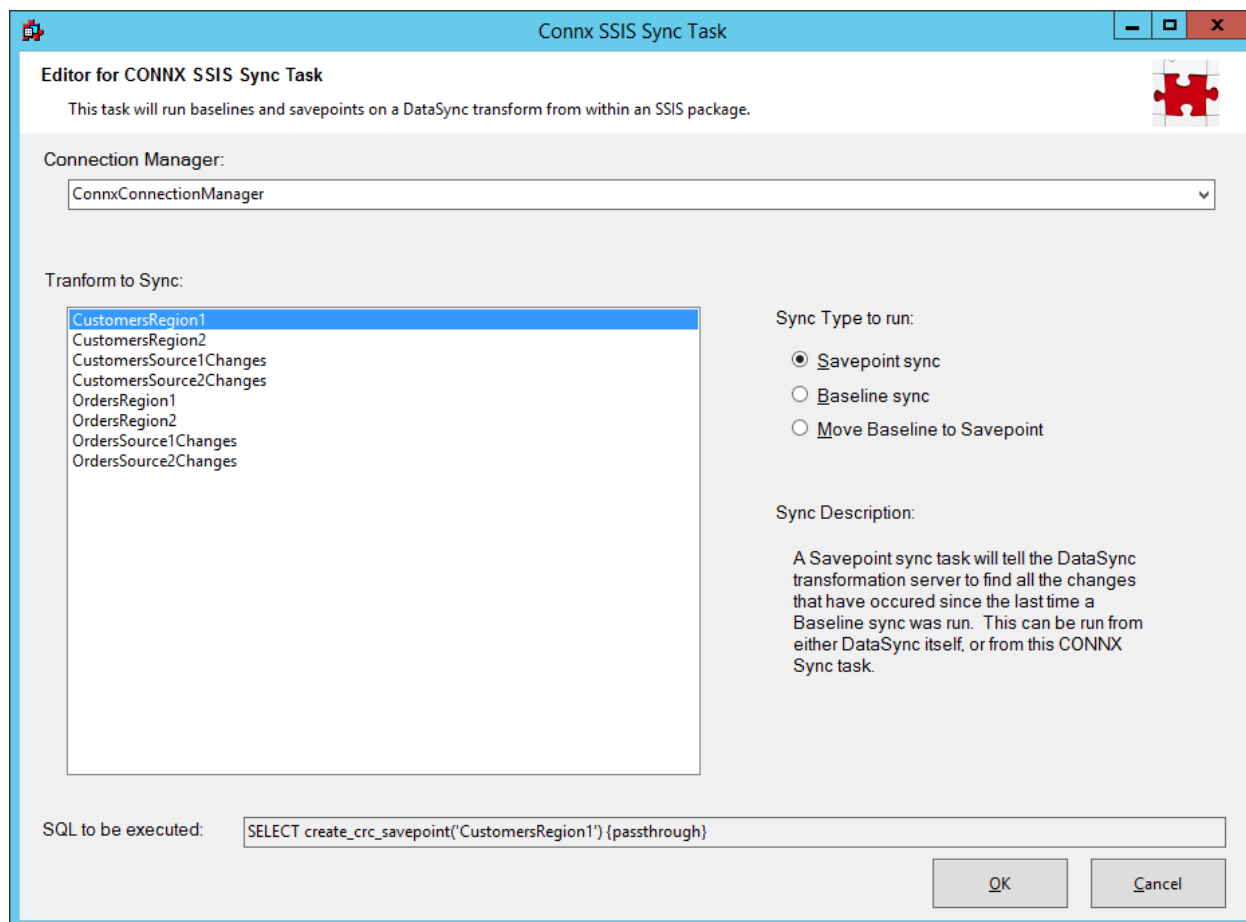 Connx SSIS Sync Task
Editor for CONNX SSIS Sync Task
This task will run baselines and savepoints on a DataSync transform from within an SSIS package.
Connection Manager:
ConnxConnectionManager
Tranform to Sync:
CustomersRegion1
CustomersRegion2
CustomersSource1Changes
CustomersSource2Changes
OrdersRegion1
OrdersRegion2
OrdersSource1Changes
OrdersSource2Changes
Sync Type to run:
Savepoint sync
Baseline sync
Move Baseline to Savepoint
Sync Description:
A Savepoint sync task will tell the DataSync
transformation server to find all the changes
that have occured since the last time a
Baseline sync was run.  This can be run from
either DataSync itself, or from this CONNX
Sync task.
SQL to be executed:
SELECT create_crc_savepoint('CustomersRegion1') {passthrough}
OK
Cancel